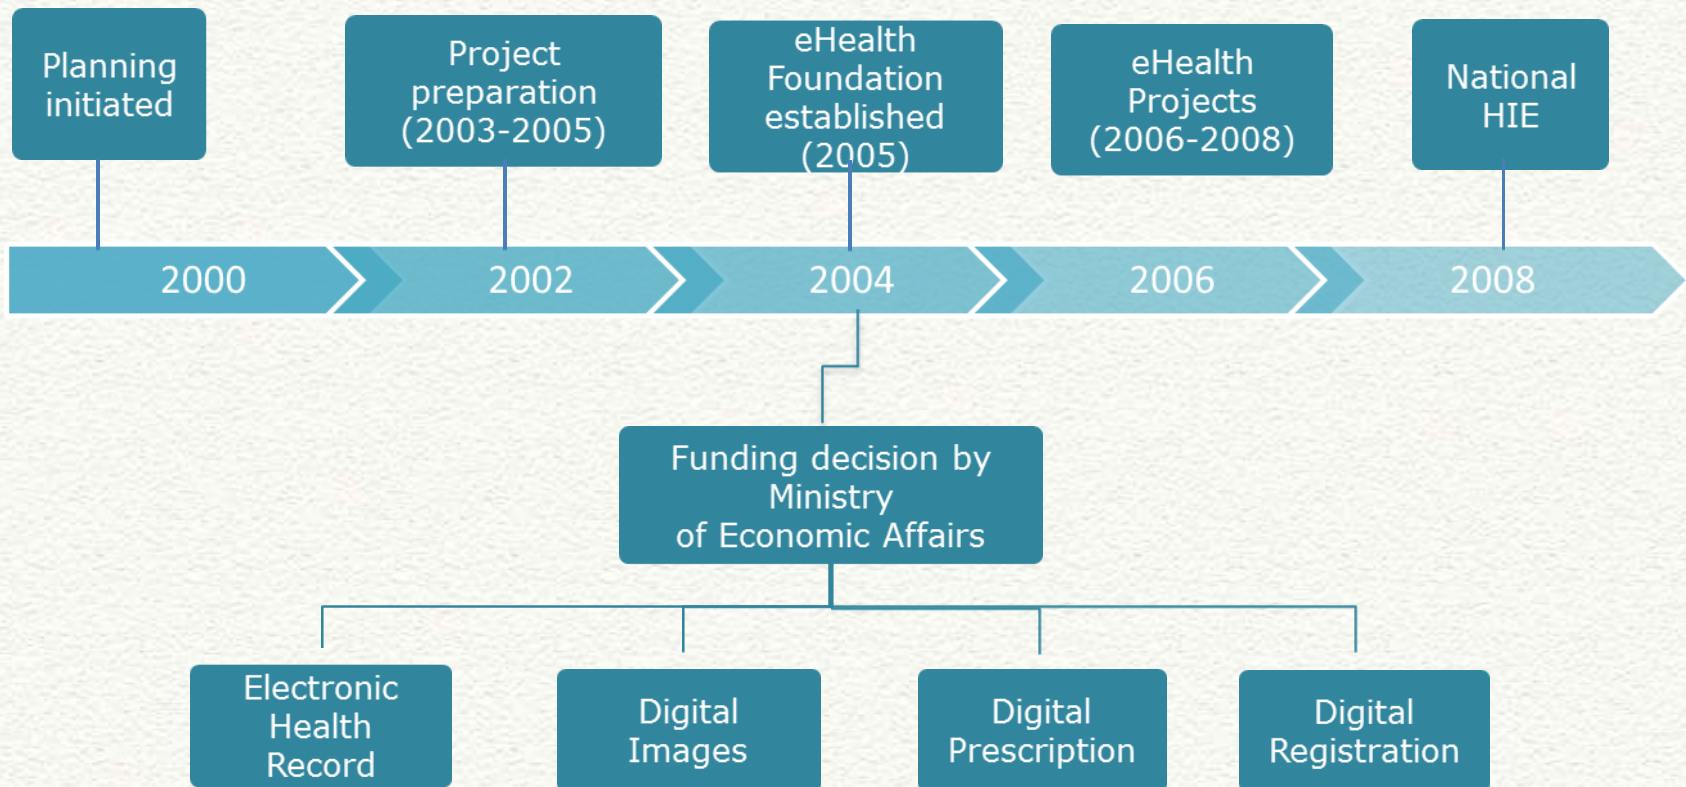 Planning
initiated
Project
preparation
(2003-2005)
eHealth
Foundation
established
(2005)
eHealth
Projects
(2006-2008)
National
HIE
2000
2002
2004
2006
2008
Funding decision by
Ministry
of Economic Affairs
Electronic
Health
Record
Digital
Images
Digital
Prescription
Digital
Registration